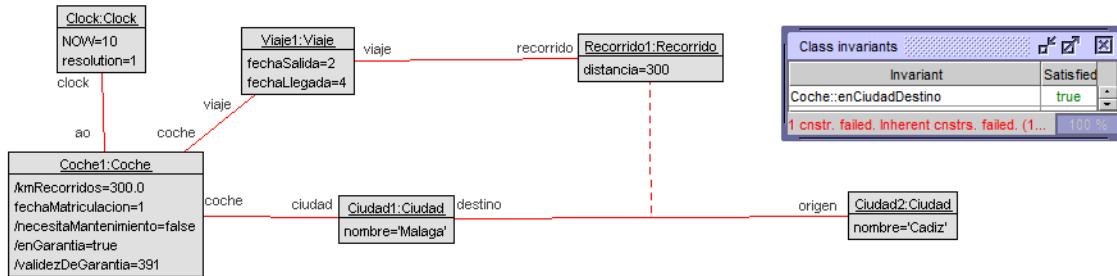 Clock:Clock
NOW=10
resolution=1
clock
ao
Viaje1:Viaje
fechaSalida=2
fechaLlegada=4
viaje
recorrido
viaje
coche
Recorrido1:Recorrido
distancia=300
Class invariants
Invariant
Satisfied
Coche::enCiudadDestino
true
1 cnstr. failed. Inherent cnstrs. failed. (1...
100 %
Coche1:Coche
/kmRecorridos=300.0
fechaMatriculacion=1
/necesitaMantenimiento=false
/enGarantia=true
/validezDeGarantia=391
coche
ciudad
Ciudad1:Ciudad
nombre='Malaga'
destino
origen
Ciudad2:Ciudad
nombre='Cadiz'